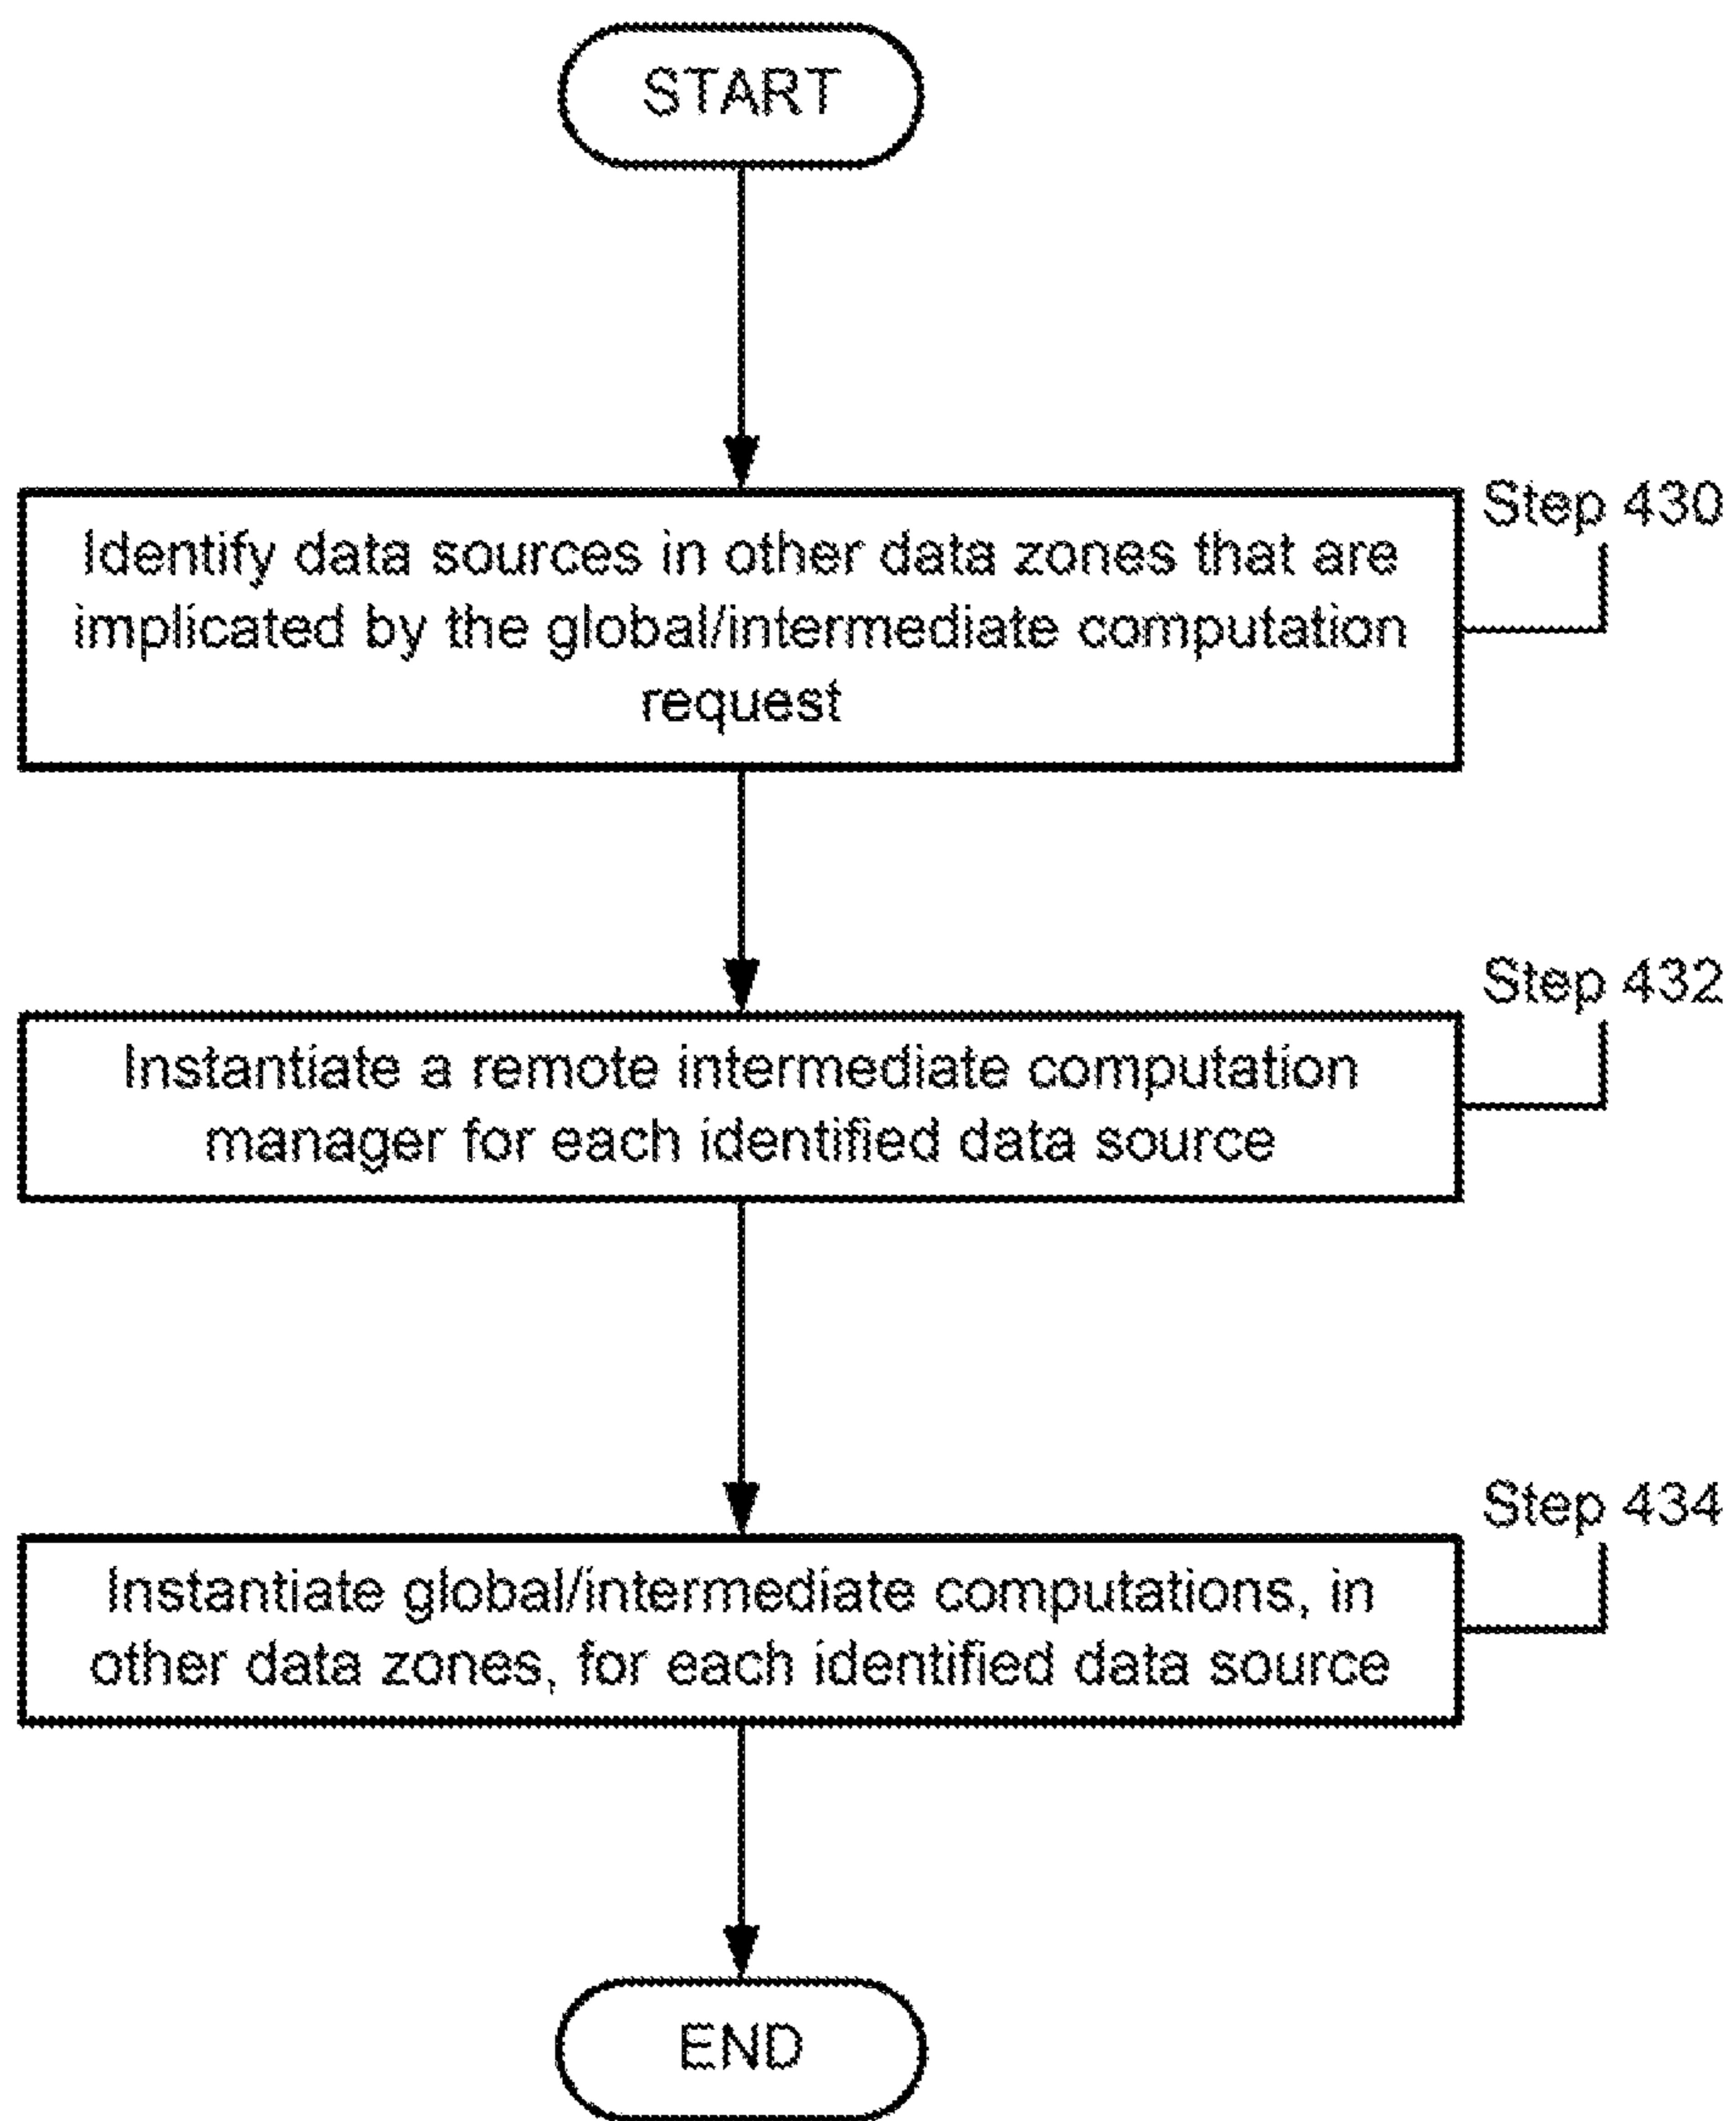 START
Step 430
Identify data sources in other data zones that are
implicated by the global/intermediate computation
request
Step 432
Instantiate a remote intermediate computation
manager for each identified data source
Step 434
Instantiate global/intermediate computations, in
other data zones, for each identified data source
END